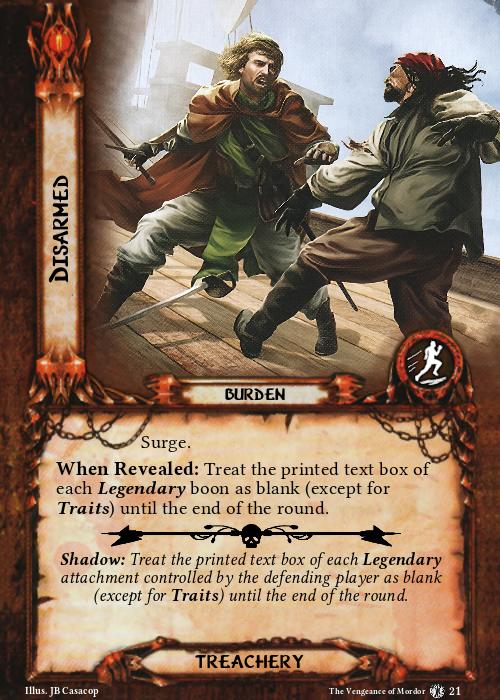 DISARMED
BURDEN
Surge.
When Revealed: Treat the printed text box of
each Legendary boon as blank (except for
Traits) until the end of the round.
Shadow: Treat the printed text box of each Legendary
attachment controlled by the defending player as blank
(except for Traits) until the end of the round.
TREACHERY
Illus. JB Casacop
The Vengeance of Mordor 21